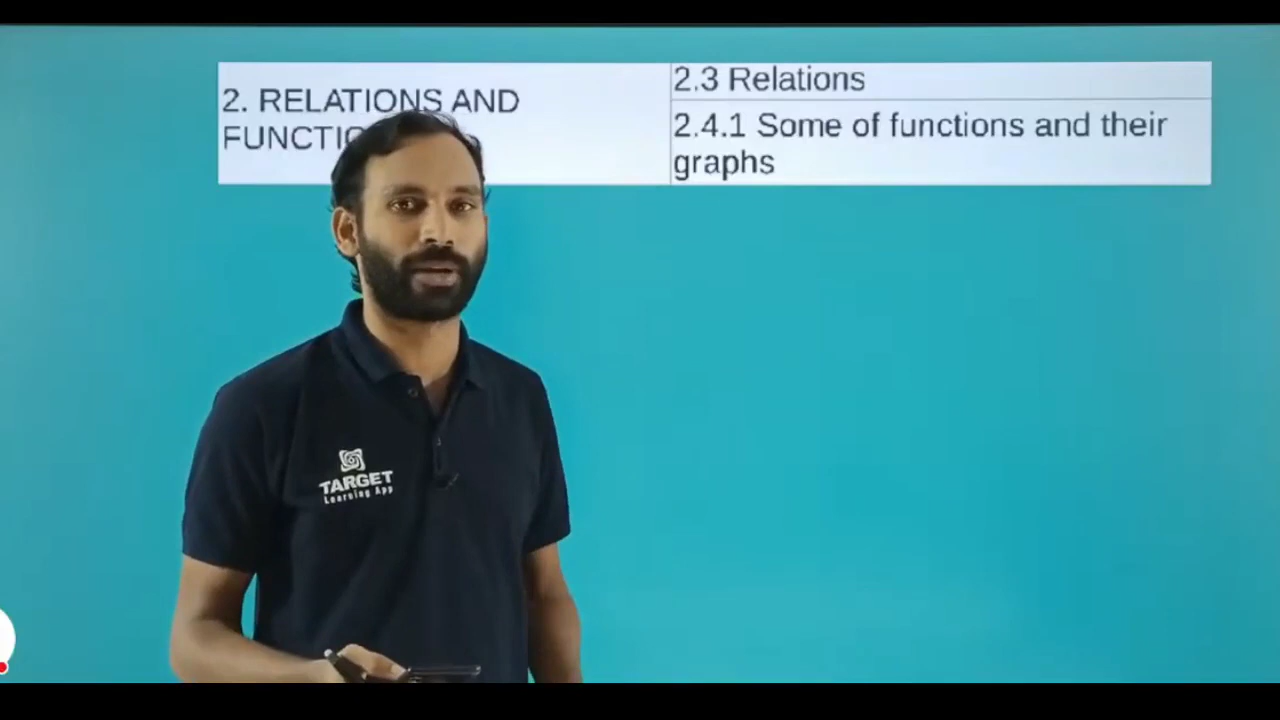 2. RELATIONS AND
2.3 Relations
2.4.1 Some of functions and their
graphs
TARGET
Learning App